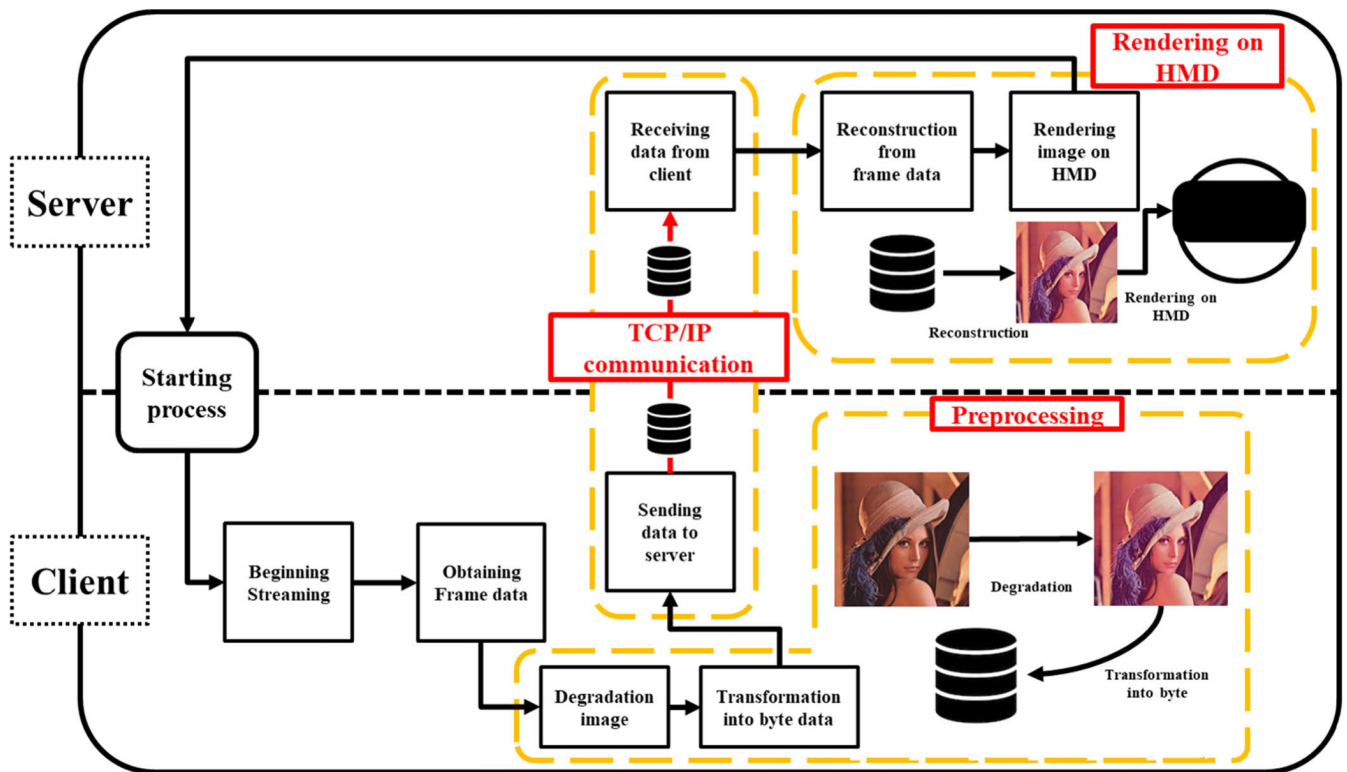 Rendering on
HMD
Receiving
data from
client
Reconstruction
from
frame data
Rendering
image on
HMD
Server
Rendering on
HMD
Reconstruction
TCP/IP
communication
Starting
process
Preprocessing
Sending
data to
server
Client
Beginning
Streaming
Obtaining
Frame data
Degradation
Degradation
image
Transformation
into byte data
Transformation
into byte